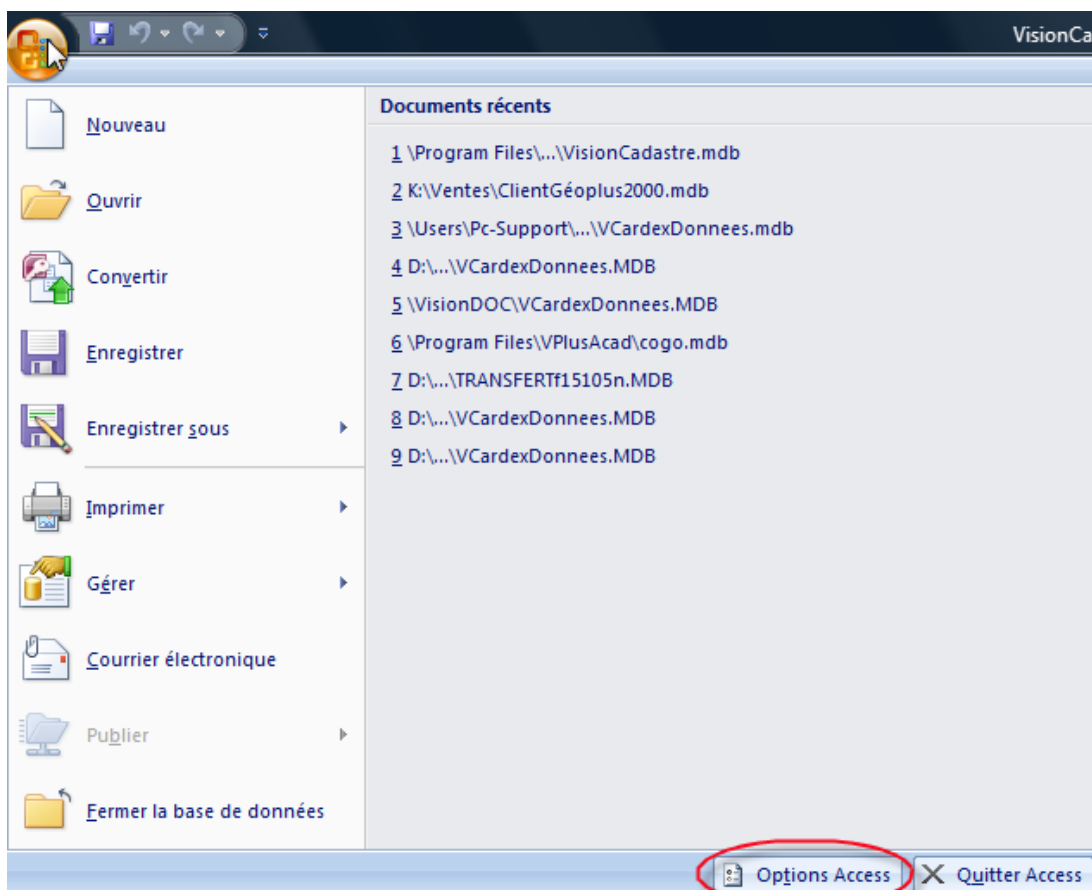 VisionCa
Nouveau
Ouvrir
Convertir
Enregistrer
Enregistrer sous
Imprimer
Gérer
Courrier électronique
Publier
Fermer la base de données
Documents récents
1 \Program Files\...\VisionCadastre.mdb
2 K:\Ventes\ClientGéoplus2000.mdb
3 \Users\Pc-Support\...\VCardexDonnees.mdb
4 D:\...\VCardexDonnees.MDB
5 \VisionDOC\VCardexDonnees.MDB
6 \Program Files\VPlusAcad\cogo.mdb
7 D:\...\TRANSFERTf15105n.MDB
8 D:\...\VCardexDonnees.MDB
9 D:\...\VCardexDonnees.MDB
Options Access Quitter Access